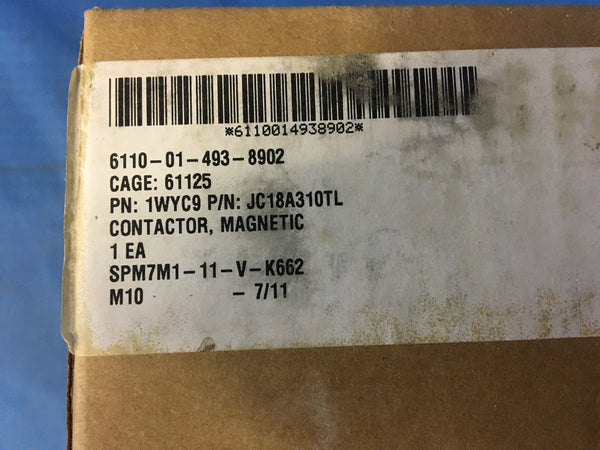 *6110014938902*
6110-01-493-8902
CAGE: 61125
PN: 1WYC9 P/N: JC18A310TL
CONTACTOR, MAGNETIC
1 EA
SPM7M1-11-V-K662
M10 - 7/11